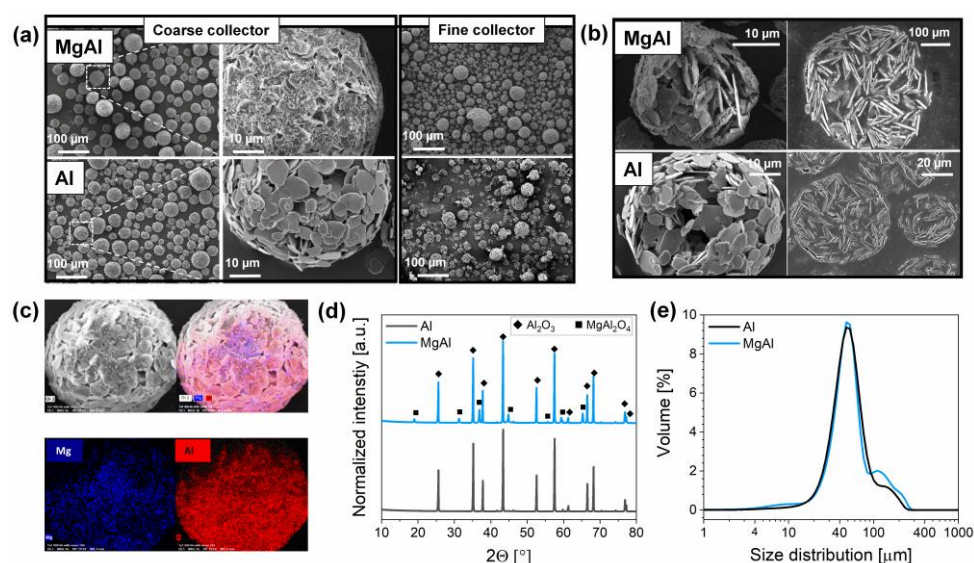 (a)
Coarse collector
Fine collector
MgAl
100 µm
10 µm
100 µm
Al
100 µm
10 µm
100 µm
(b)
MgAl
10 µm
100 µm
Al
10 µm
20 µm
(c)
Mg
Al
(d)
Al
MgAl
Al₂O₃
MgAl₂O₄
Normalized intenstiy [a.u.]
10 20 30 40 50 60 70 80
2Θ [°]
(e)
Al
MgAl
Volume [%]
10
8
6
4
2
0
1 4 10 40 100 400 1000
Size distribution [µm]